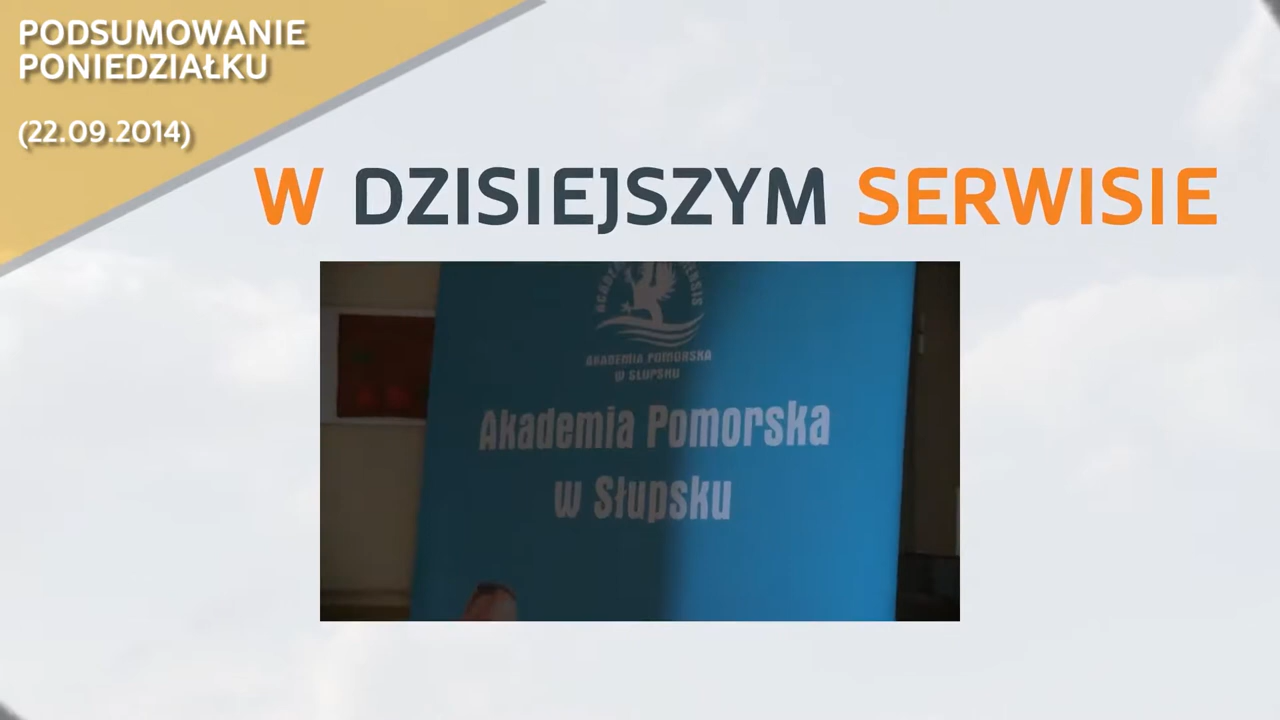 PODSUMOWANIE
PONIEDZIAŁKU
(22.09.2014)
W DZISIEJSZYM SERWISIE
AKADEMIA POMORSKA
W SŁUPSKU
Akademia Pomorska
w Słupsku